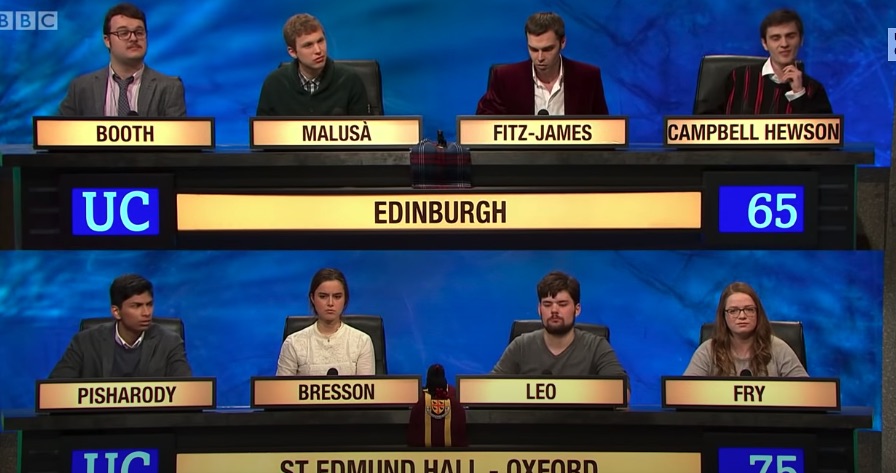 BBC
BOOTH
MALUSÀ
FITZ-JAMES
CAMPBELL HEWSON
UC
EDINBURGH
65
PISHARODY
BRESSON
LEO
FRY
UC
ST EDMUND HALL - OXFORD
75